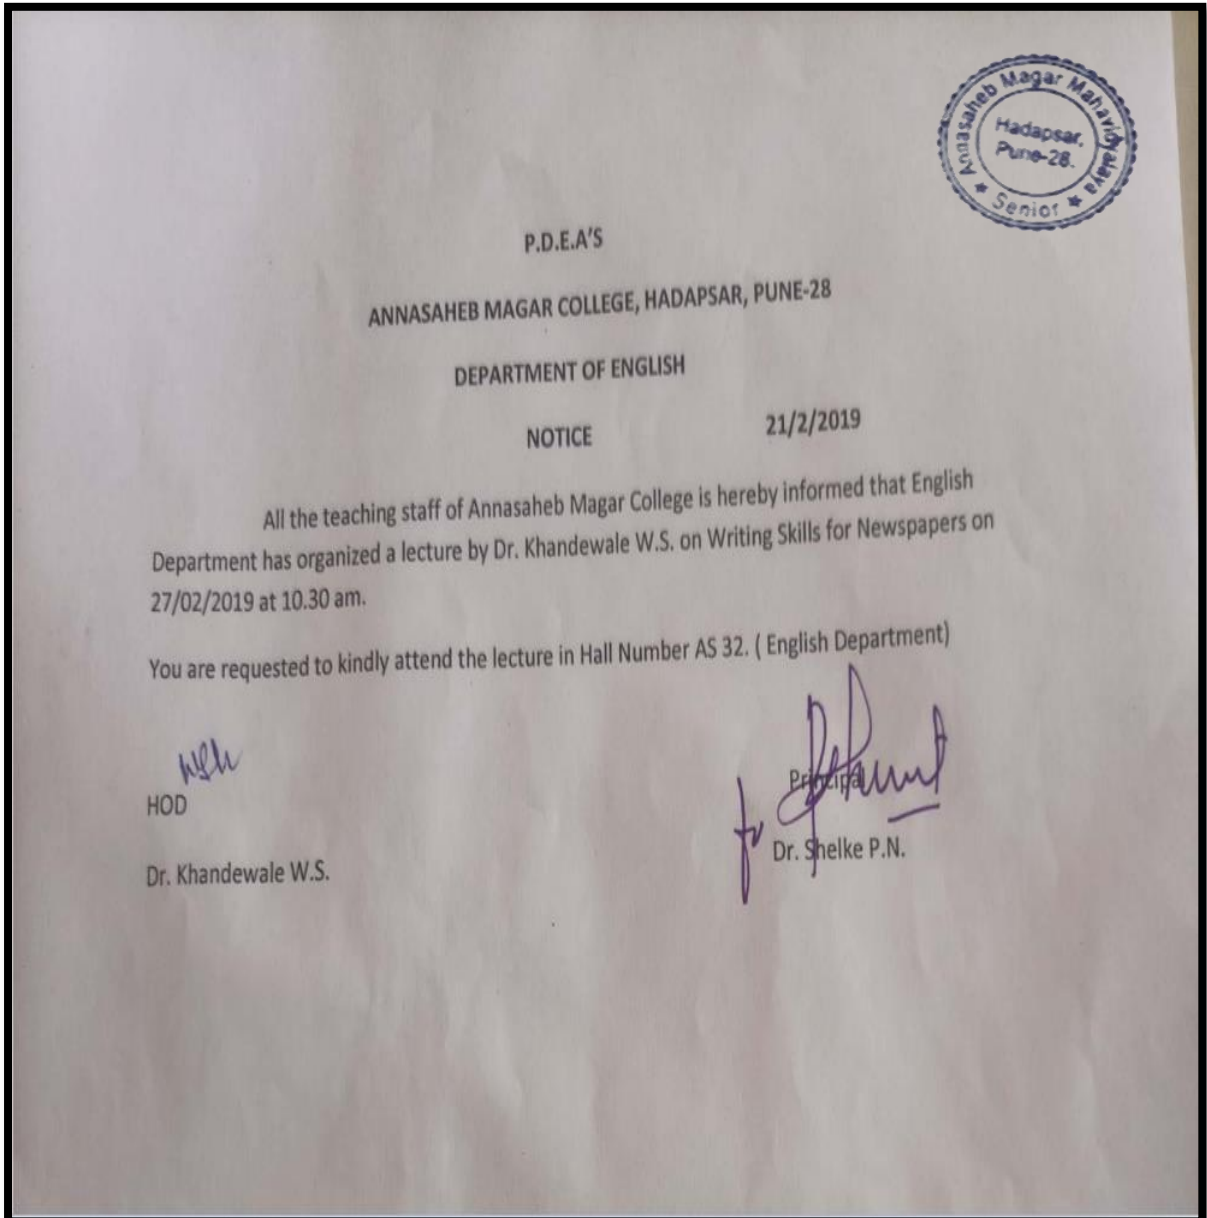 Annasaheb Magar Mahavidyalaya
Hadapsar,
Pune-28.
★ Senior ★
P.D.E.A'S
ANNASAHEB MAGAR COLLEGE, HADAPSAR, PUNE-28
DEPARTMENT OF ENGLISH
NOTICE 21/2/2019
All the teaching staff of Annasaheb Magar College is hereby informed that English
Department has organized a lecture by Dr. Khandewale W.S. on Writing Skills for Newspapers on
27/02/2019 at 10.30 am.
You are requested to kindly attend the lecture in Hall Number AS 32. ( English Department)
HOD
Principal
for
Dr. Khandewale W.S.
Dr. Shelke P.N.